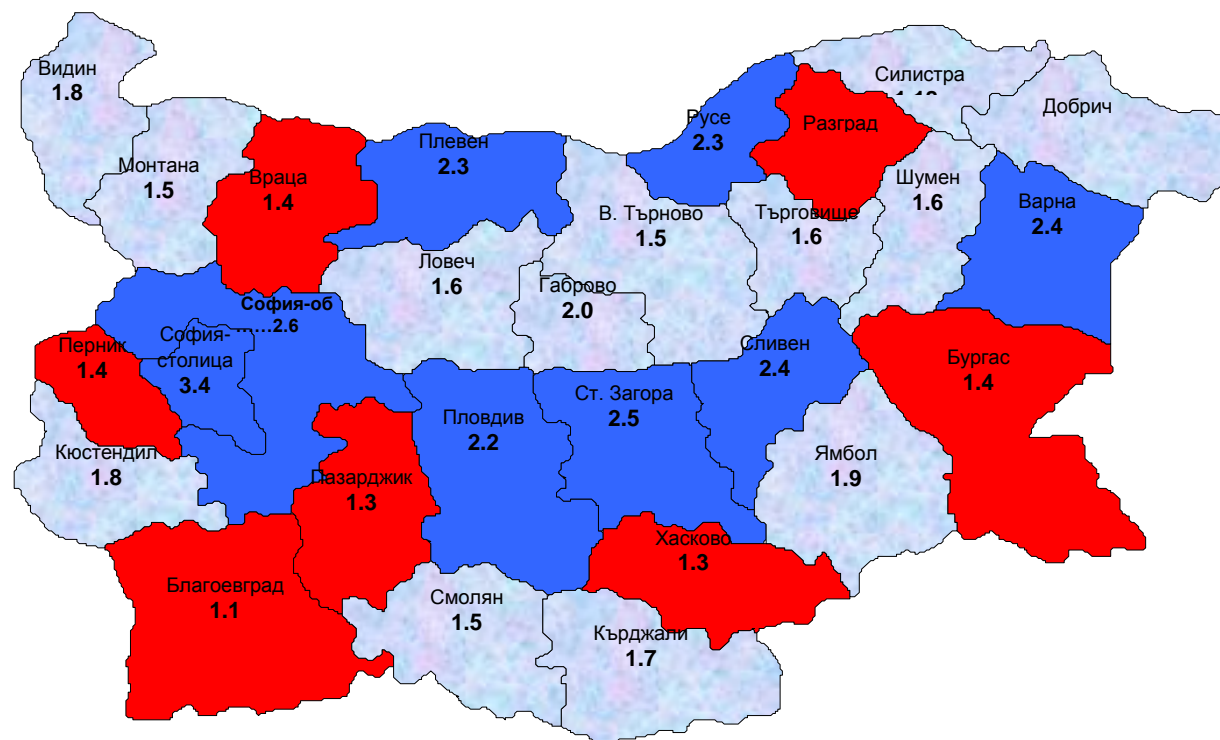 Видин
1.8
Монтана
1.5
Враца
1.4
Плевен
2.3
Русе
2.3
Разград
Силистра
Добрич
Шумен
1.6
Варна
2.4
В. Търново
1.5
Търговище
1.6
Ловеч
1.6
Габрово
2.0
София-об
......2.6
София-
столица
3.4
Перник
1.4
Сливен
2.4
Бургас
1.4
Ст. Загора
2.5
Пловдив
2.2
Кюстендил
1.8
Пазарджик
1.3
Ямбол
1.9
Хасково
1.3
Благоевград
1.1
Смолян
1.5
Кърджали
1.7